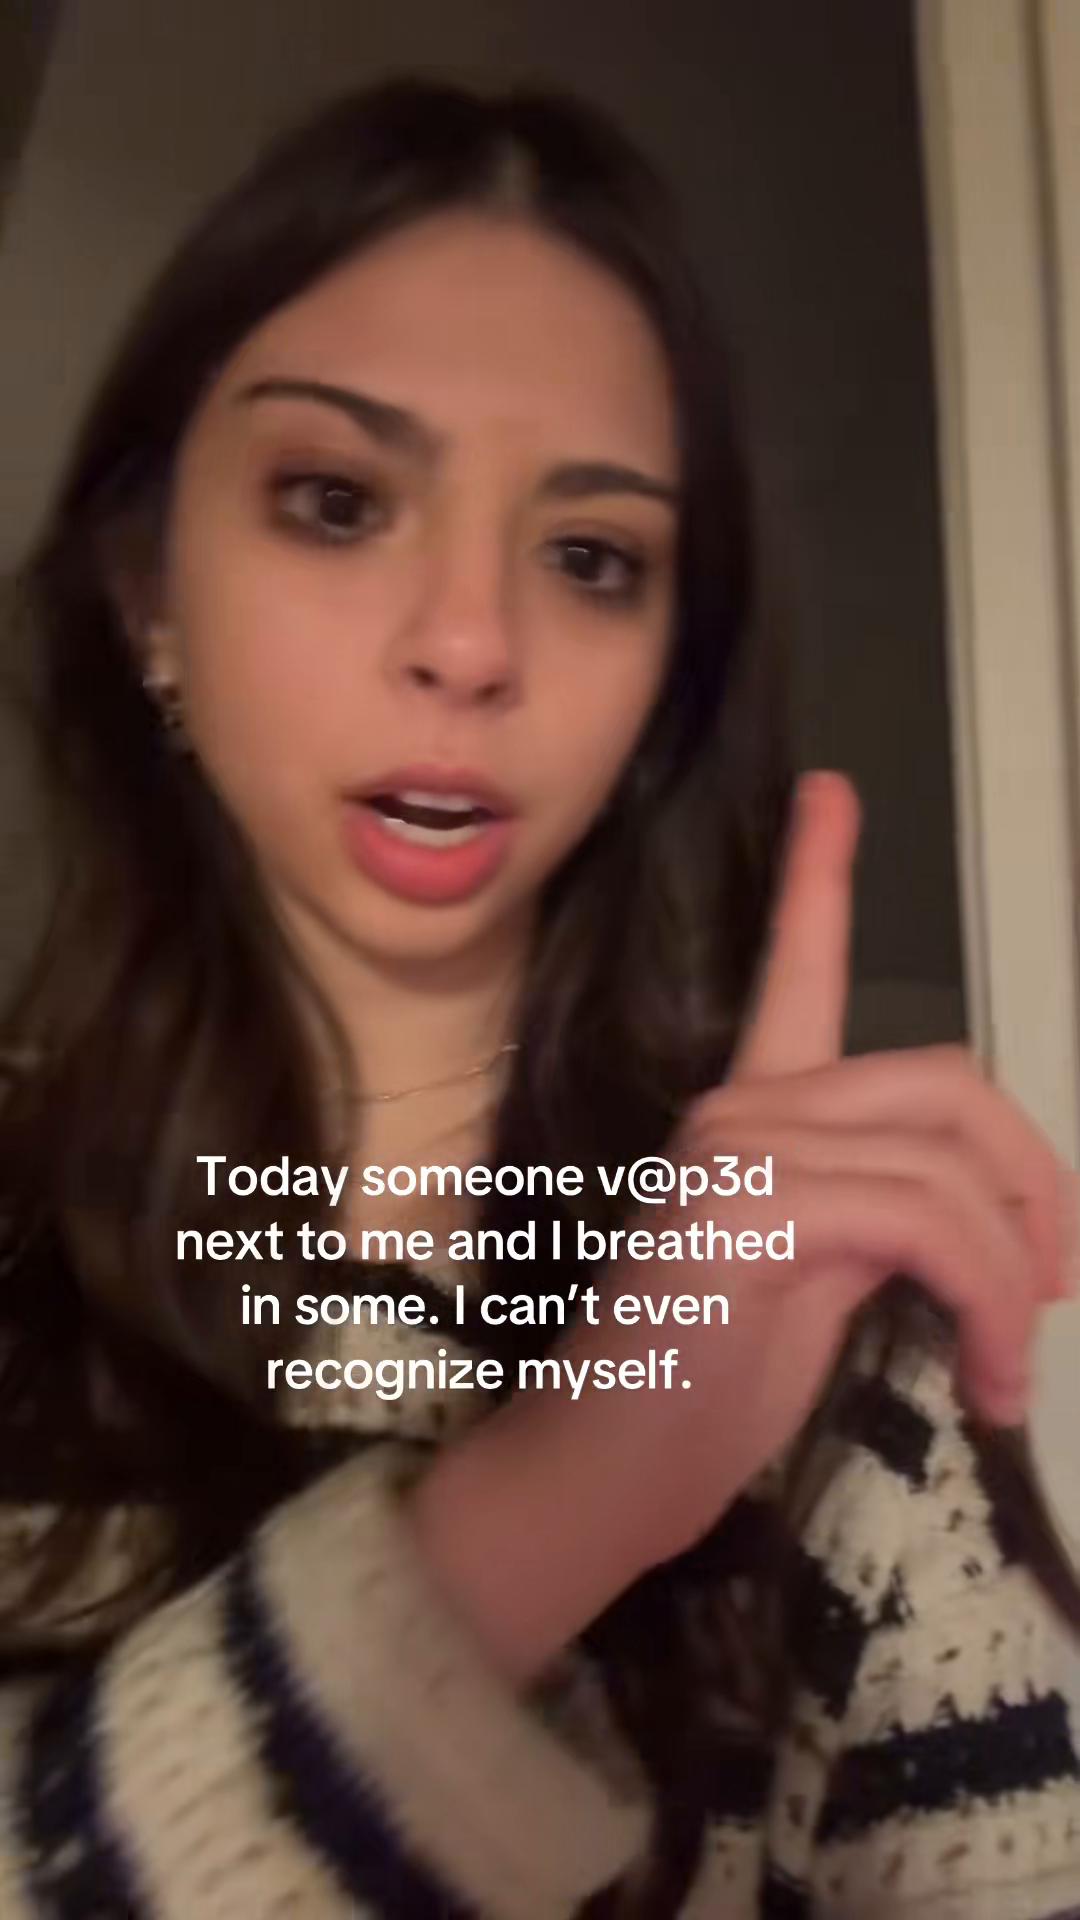 Today someone v@p3d
next to me and I breathed
in some. I can’t even
recognize myself.